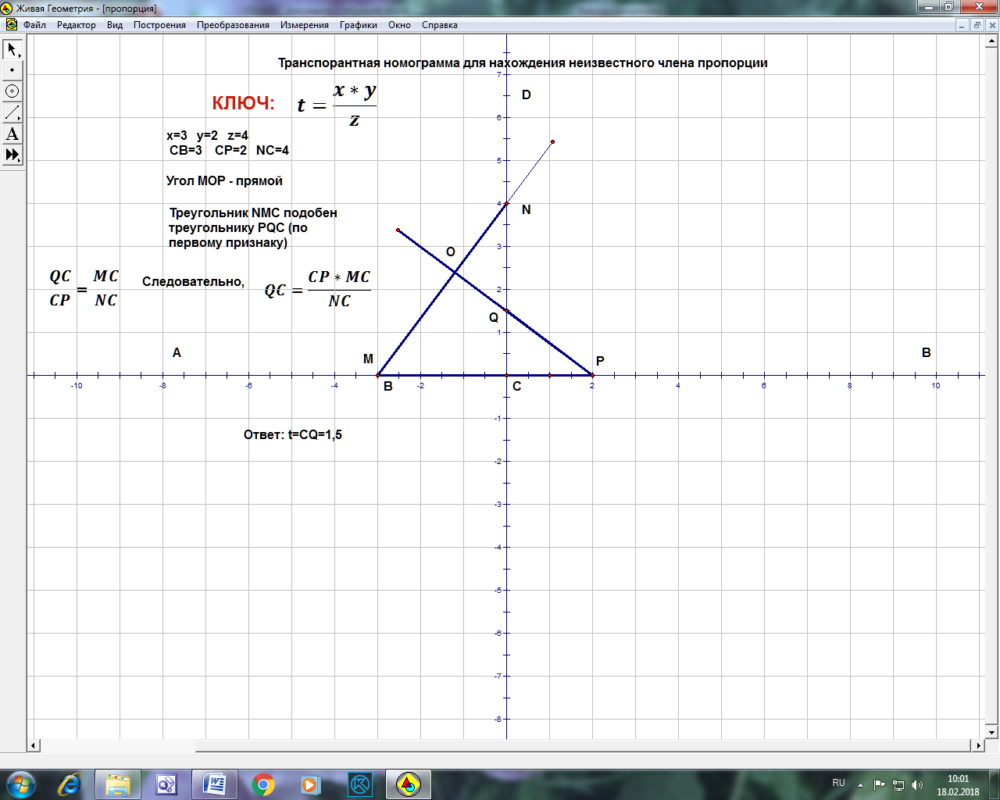 Живая Геометрия - [пропорция]
Файл Редактор Вид Построения Преобразования Измерения Графики Окно Справка
Транспорантная номограмма для нахождения неизвестного члена пропорции
КЛЮЧ: t = x * y / z
x=3 y=2 z=4
CB=3 CP=2 NC=4
Угол MOP - прямой
Треугольник NMC подобен
треугольнику PQC (по
первому признаку)
QC / CP = MC / NC Следовательно, QC = CP * MC / NC
A
D
N
O
Q
M
P
B
B
C
7
6
5
4
3
2
1
-10 -8 -6 -4 -2 2 4 6 8 10
-1
-2
-3
-4
-5
-6
-7
-8
Ответ: t=CQ=1,5
A
RU
10:01
18.02.2018